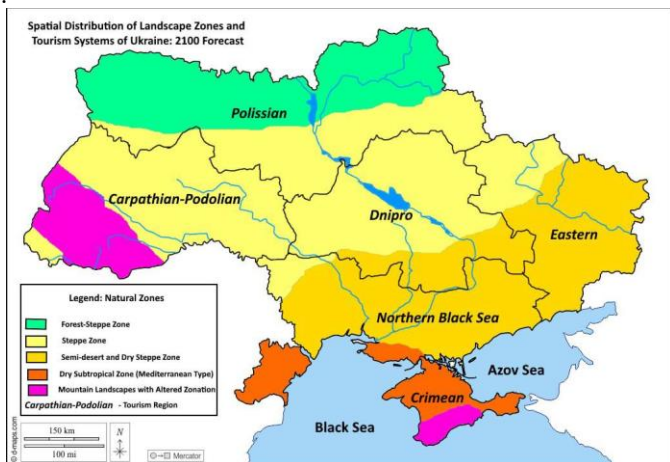 Spatial Distribution of Landscape Zones and
Tourism Systems of Ukraine: 2100 Forecast
Polissian
Carpathian-Podolian
Dnipro
Eastern
Northern Black Sea
Legend: Natural Zones
Forest-Steppe Zone
Steppe Zone
Semi-desert and Dry Steppe Zone
Dry Subtropical Zone (Mediterranean Type)
Mountain Landscapes with Altered Zonation
Carpathian-Podolian - Tourism Region
Azov Sea
Crimean
Black Sea
150 km
100 mi
N
Mercator
© d-maps.com